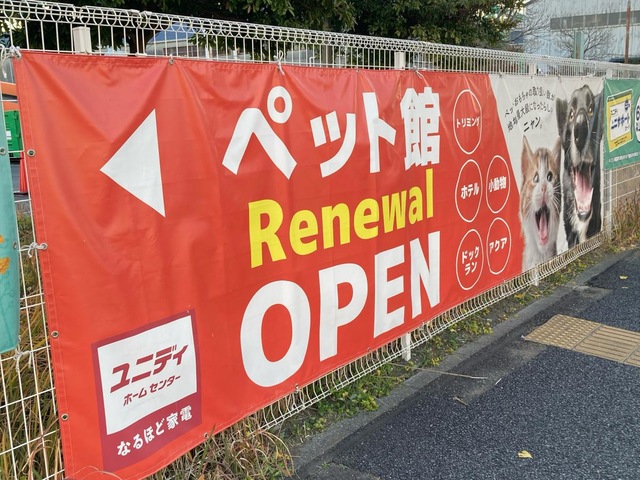 ペット館
Renewal
OPEN
トリミング
ホテル
小動物
ドッグ
ラン
アクア
ニャン。
ユニディ
ホームセンター
なるほど家電